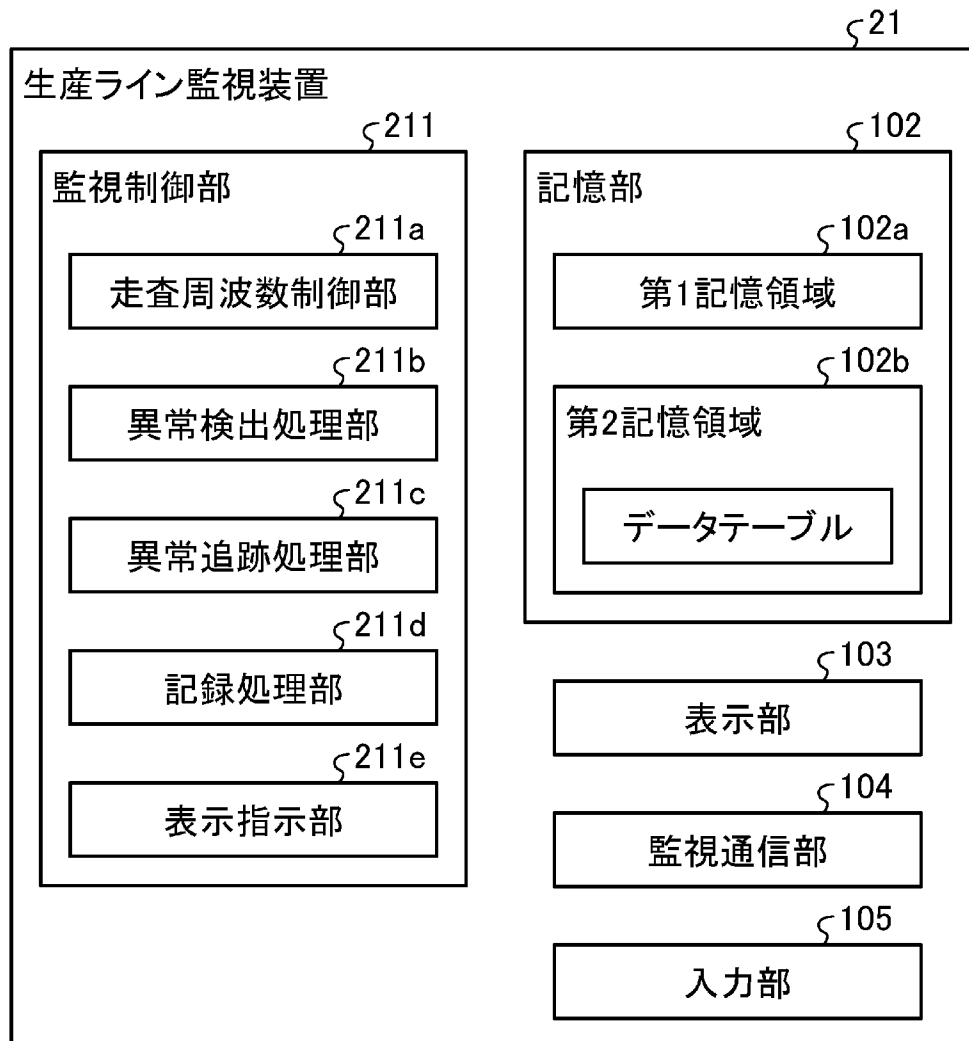 21
生産ライン監視装置
211
監視制御部
211a
走査周波数制御部
211b
異常検出処理部
211c
異常追跡処理部
211d
記録処理部
211e
表示指示部
102
記憶部
102a
第1記憶領域
102b
第2記憶領域
データテーブル
103
表示部
104
監視通信部
105
入力部